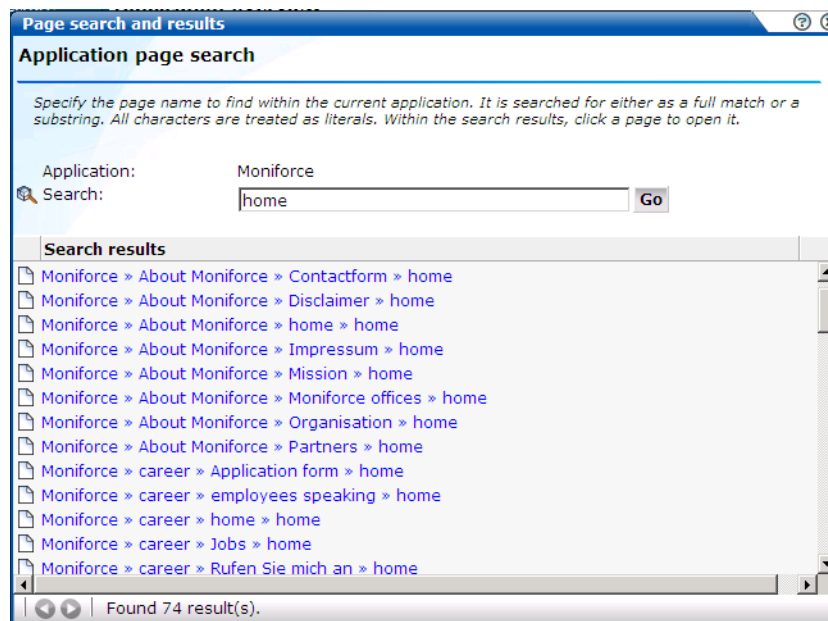 Page search and results
Application page search
Specify the page name to find within the current application. It is searched for either as a full match or a
substring. All characters are treated as literals. Within the search results, click a page to open it.
Application: Moniforce
Search: home Go
Search results
Moniforce » About Moniforce » Contactform » home
Moniforce » About Moniforce » Disclaimer » home
Moniforce » About Moniforce » home » home
Moniforce » About Moniforce » Impressum » home
Moniforce » About Moniforce » Mission » home
Moniforce » About Moniforce » Moniforce offices » home
Moniforce » About Moniforce » Organisation » home
Moniforce » About Moniforce » Partners » home
Moniforce » career » Application form » home
Moniforce » career » employees speaking » home
Moniforce » career » home » home
Moniforce » career » Jobs » home
Moniforce » career » Rufen Sie mich an » home
Found 74 result(s).